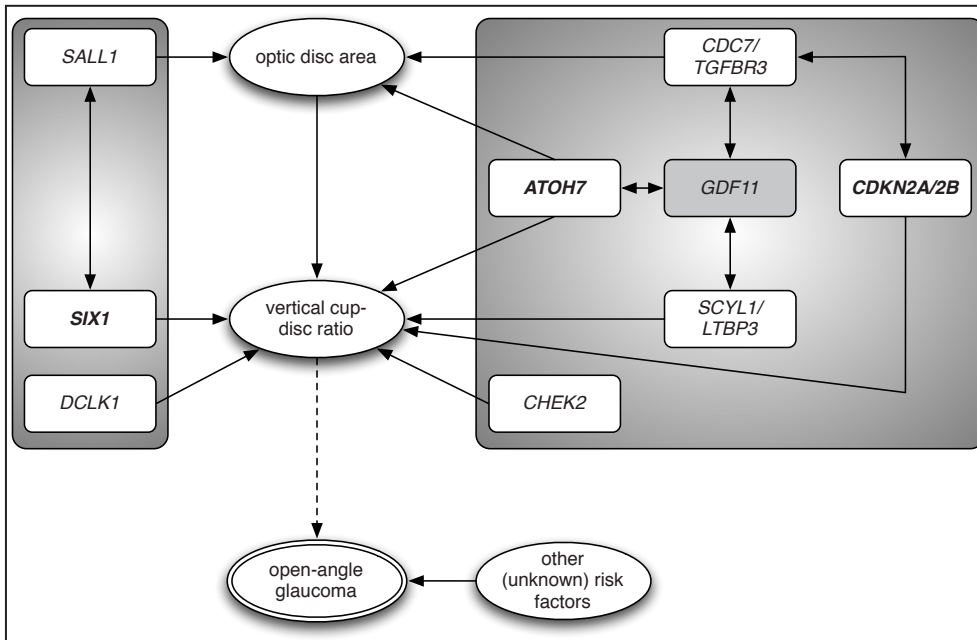 SALL1
optic disc area
CDC7/
TGFBR3
ATOH7
GDF11
CDKN2A/2B
SIX1
vertical cup-
disc ratio
SCYL1/
LTBP3
DCLK1
CHEK2
open-angle
glaucoma
other
(unknown) risk
factors